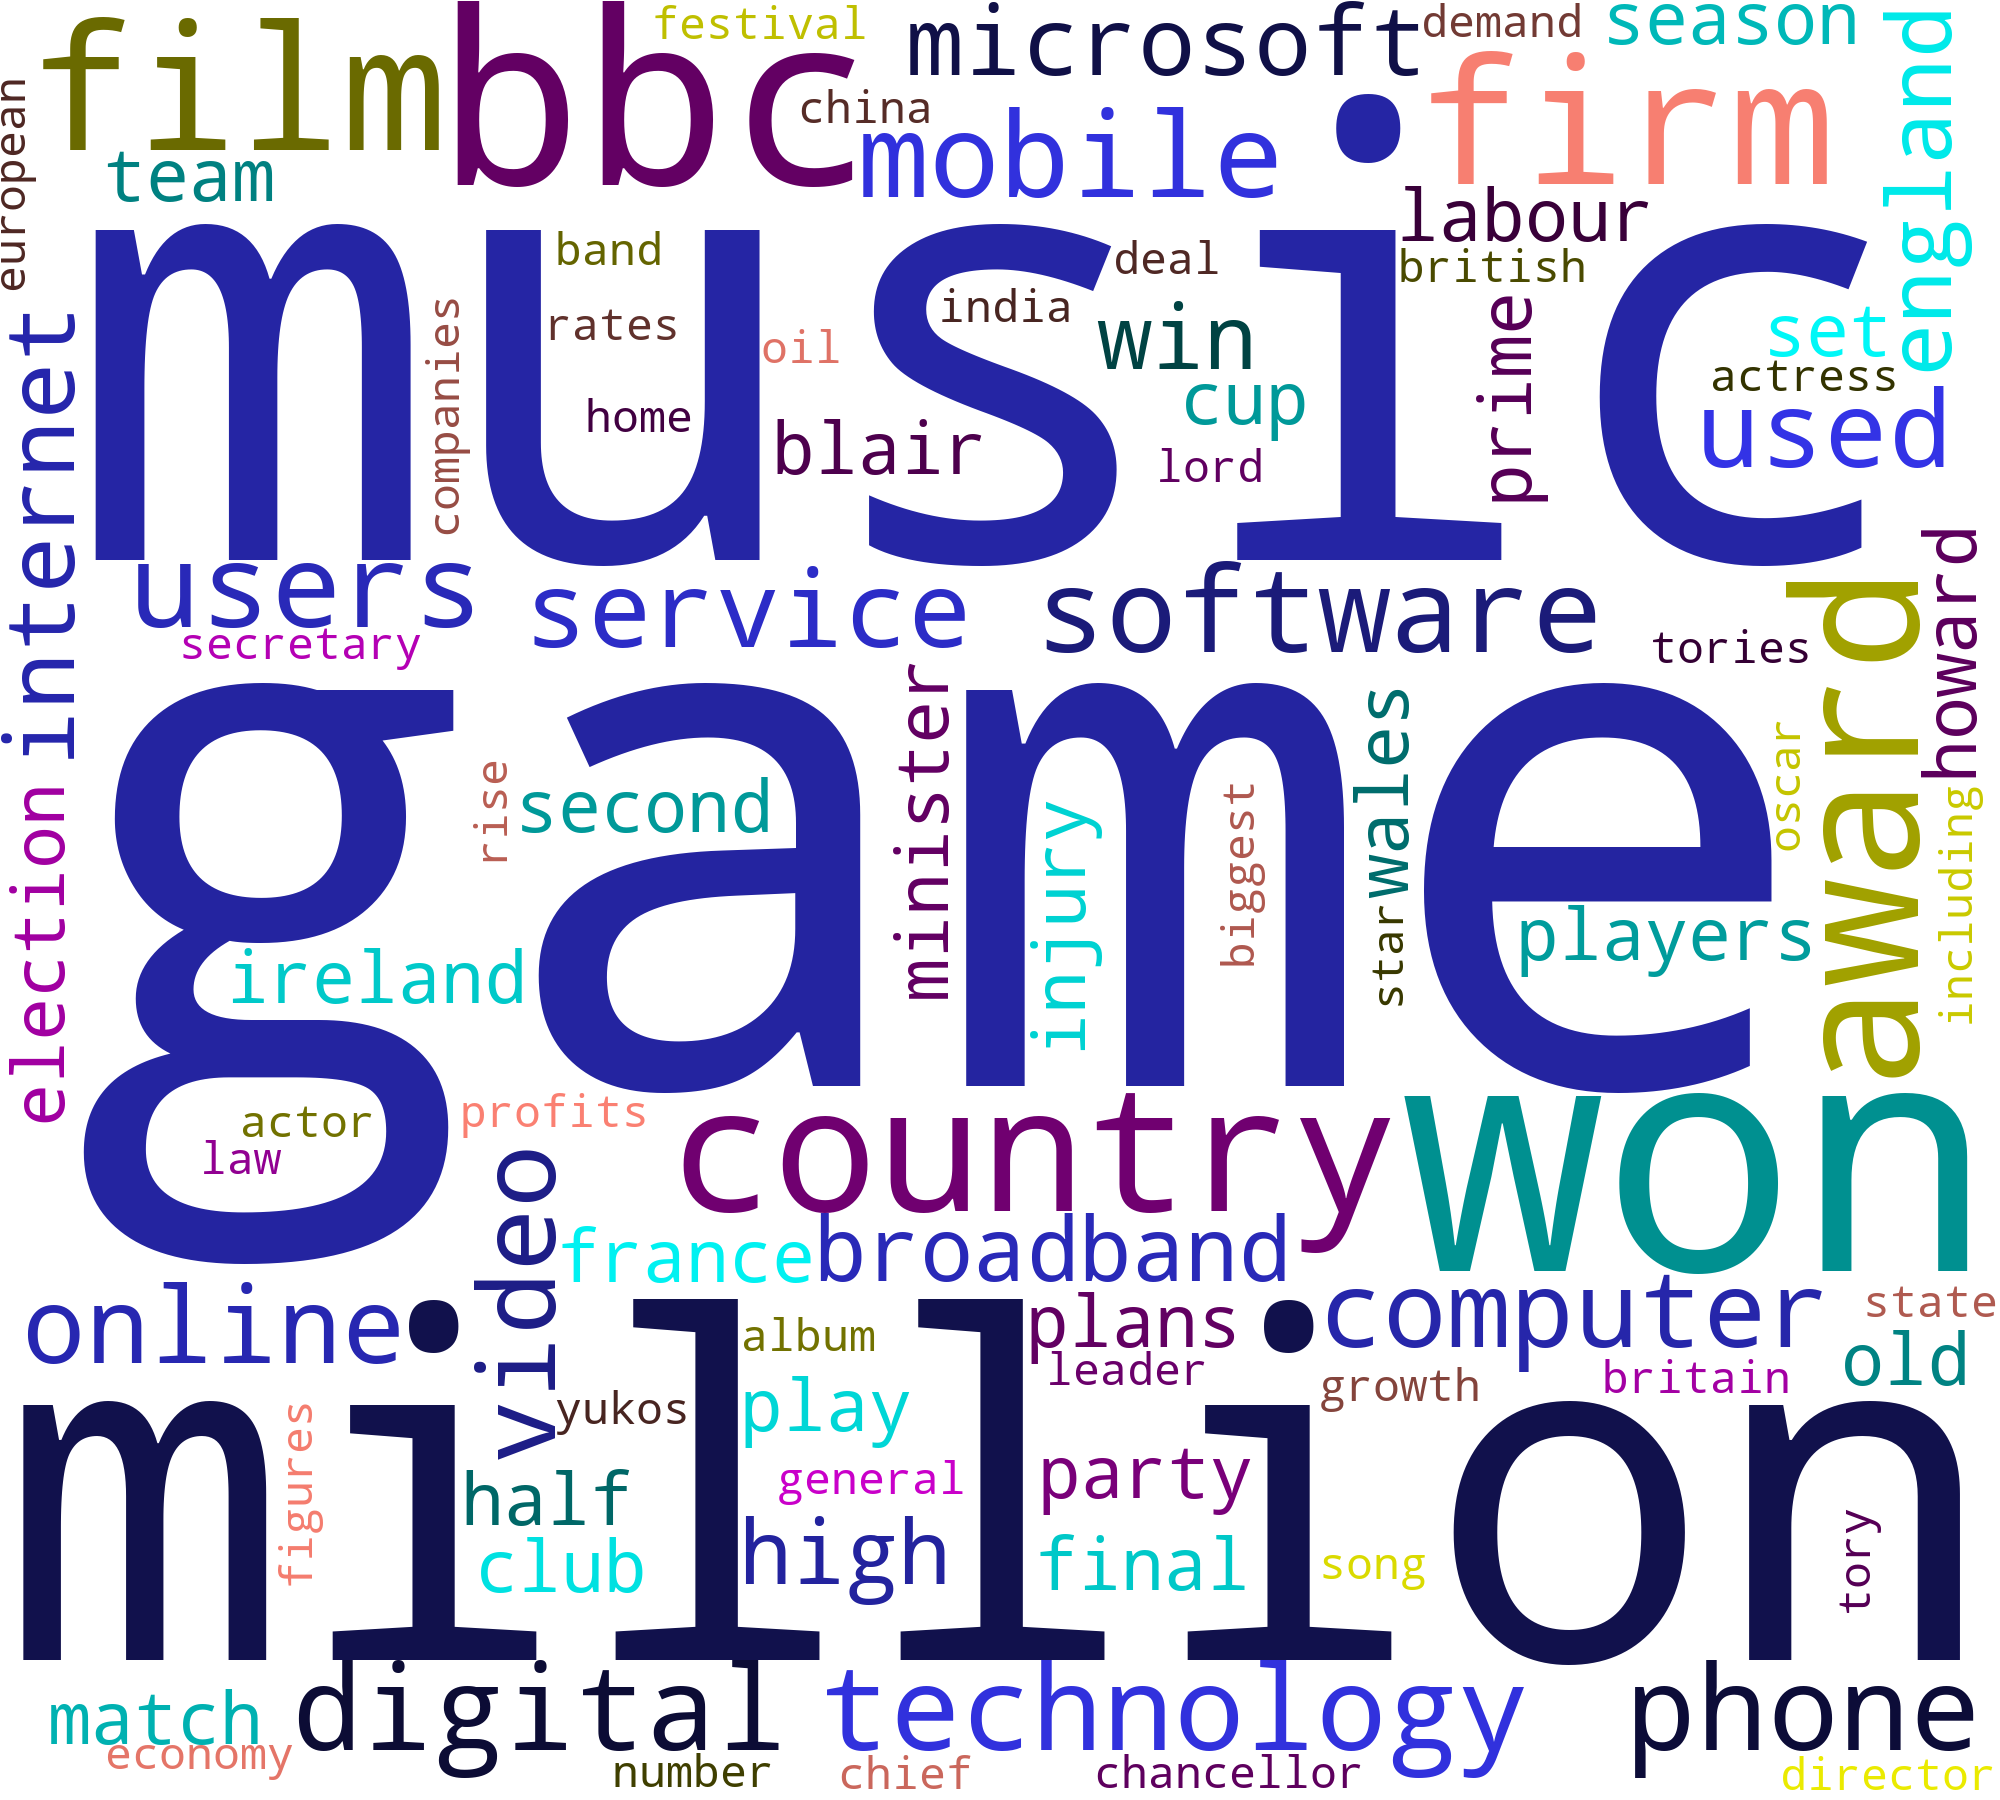 festival
microsoft
demand
season
film
bbc
china
mobile
firm
england
european
team
labour
music
band
deal
british
india
rates
companies
oil
win
prime
set
actress
cup
home
blair
lord
used
internet
users
service
software
howard
secretary
tories
game
award
minister
wales
oscar
rise
second
injury
biggest
including
election
star
players
ireland
country
won
actor
profits
law
video
france
broadband
online
million
album
plans
computer
state
leader
old
growth
britain
yukos
play
figures
half
general
party
high
club
final
song
tory
match
digital
technology
phone
economy
number
chief
chancellor
director